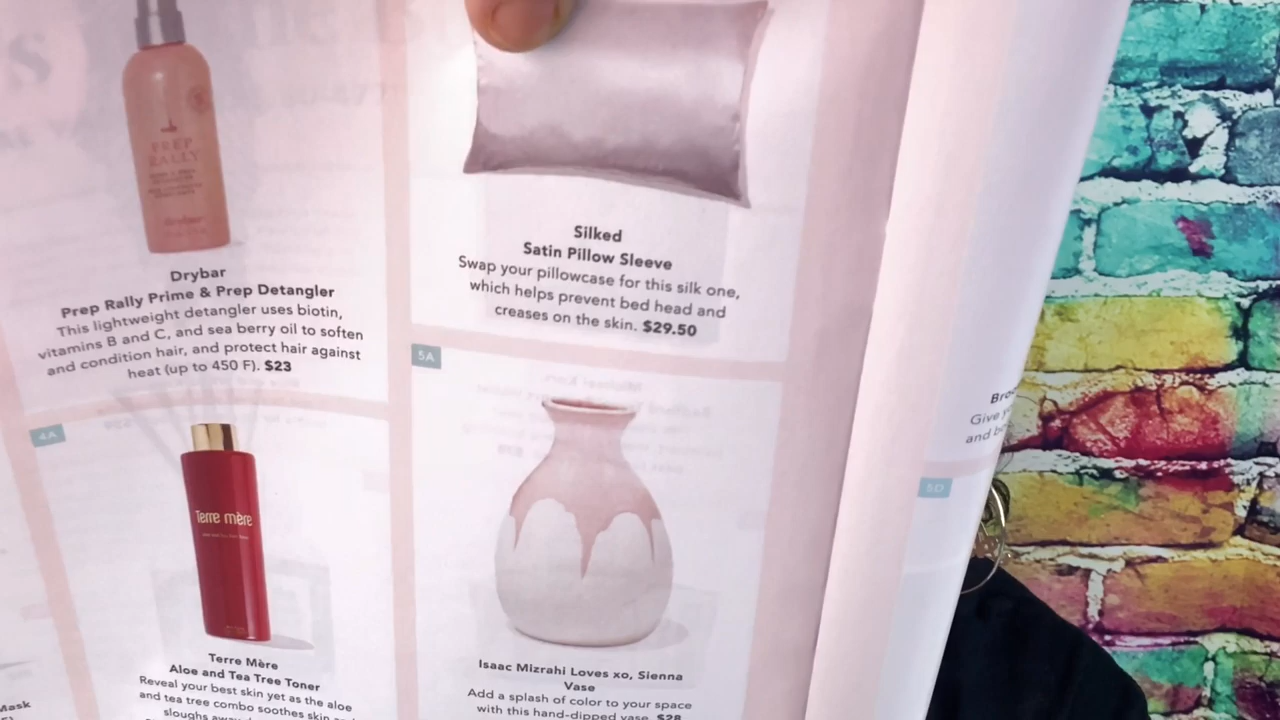 PREP
RALLY
Drybar
Prep Rally Prime & Prep Detangler
This lightweight detangler uses biotin,
vitamins B and C, and sea berry oil to soften
and condition hair, and protect hair against
heat (up to 450 F). $23
Silked
Satin Pillow Sleeve
Swap your pillowcase for this silk one,
which helps prevent bed head and
creases on the skin. $29.50
4A
Terre mère
Terre Mère
Aloe and Tea Tree Toner
Reveal your best skin yet as the aloe
and tea tree combo soothes skin
5A
Isaac Mizrahi Loves xo, Sienna
Vase
Add a splash of color to your space
with this hand-dipped vase. $28
Mask
Give
and
5D